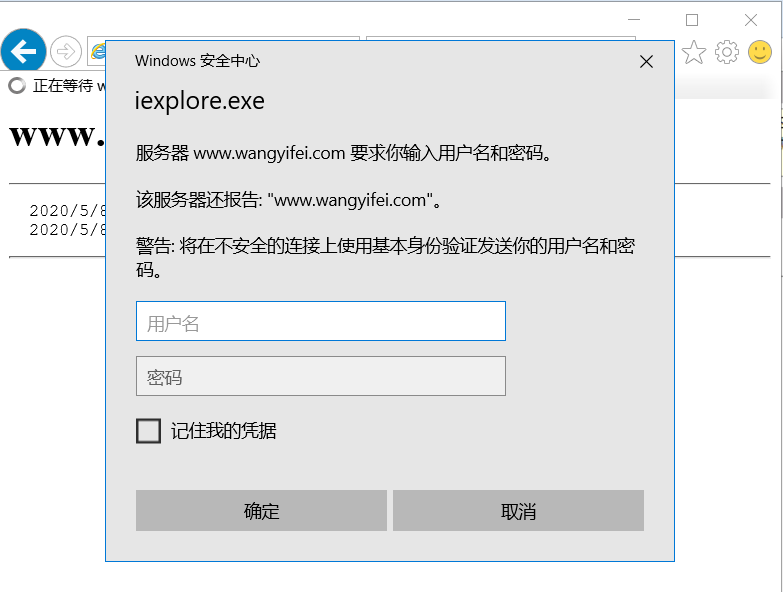 Windows 安全中心
iexplore.exe
正在等待 w
www.
服务器 www.wangyifei.com 要求你输入用户名和密码。
该服务器还报告: "www.wangyifei.com"。
2020/5/8
2020/5/8
警告: 将在不安全的连接上使用基本身份验证发送你的用户名和密
码。
用户名
密码
记住我的凭据
确定
取消